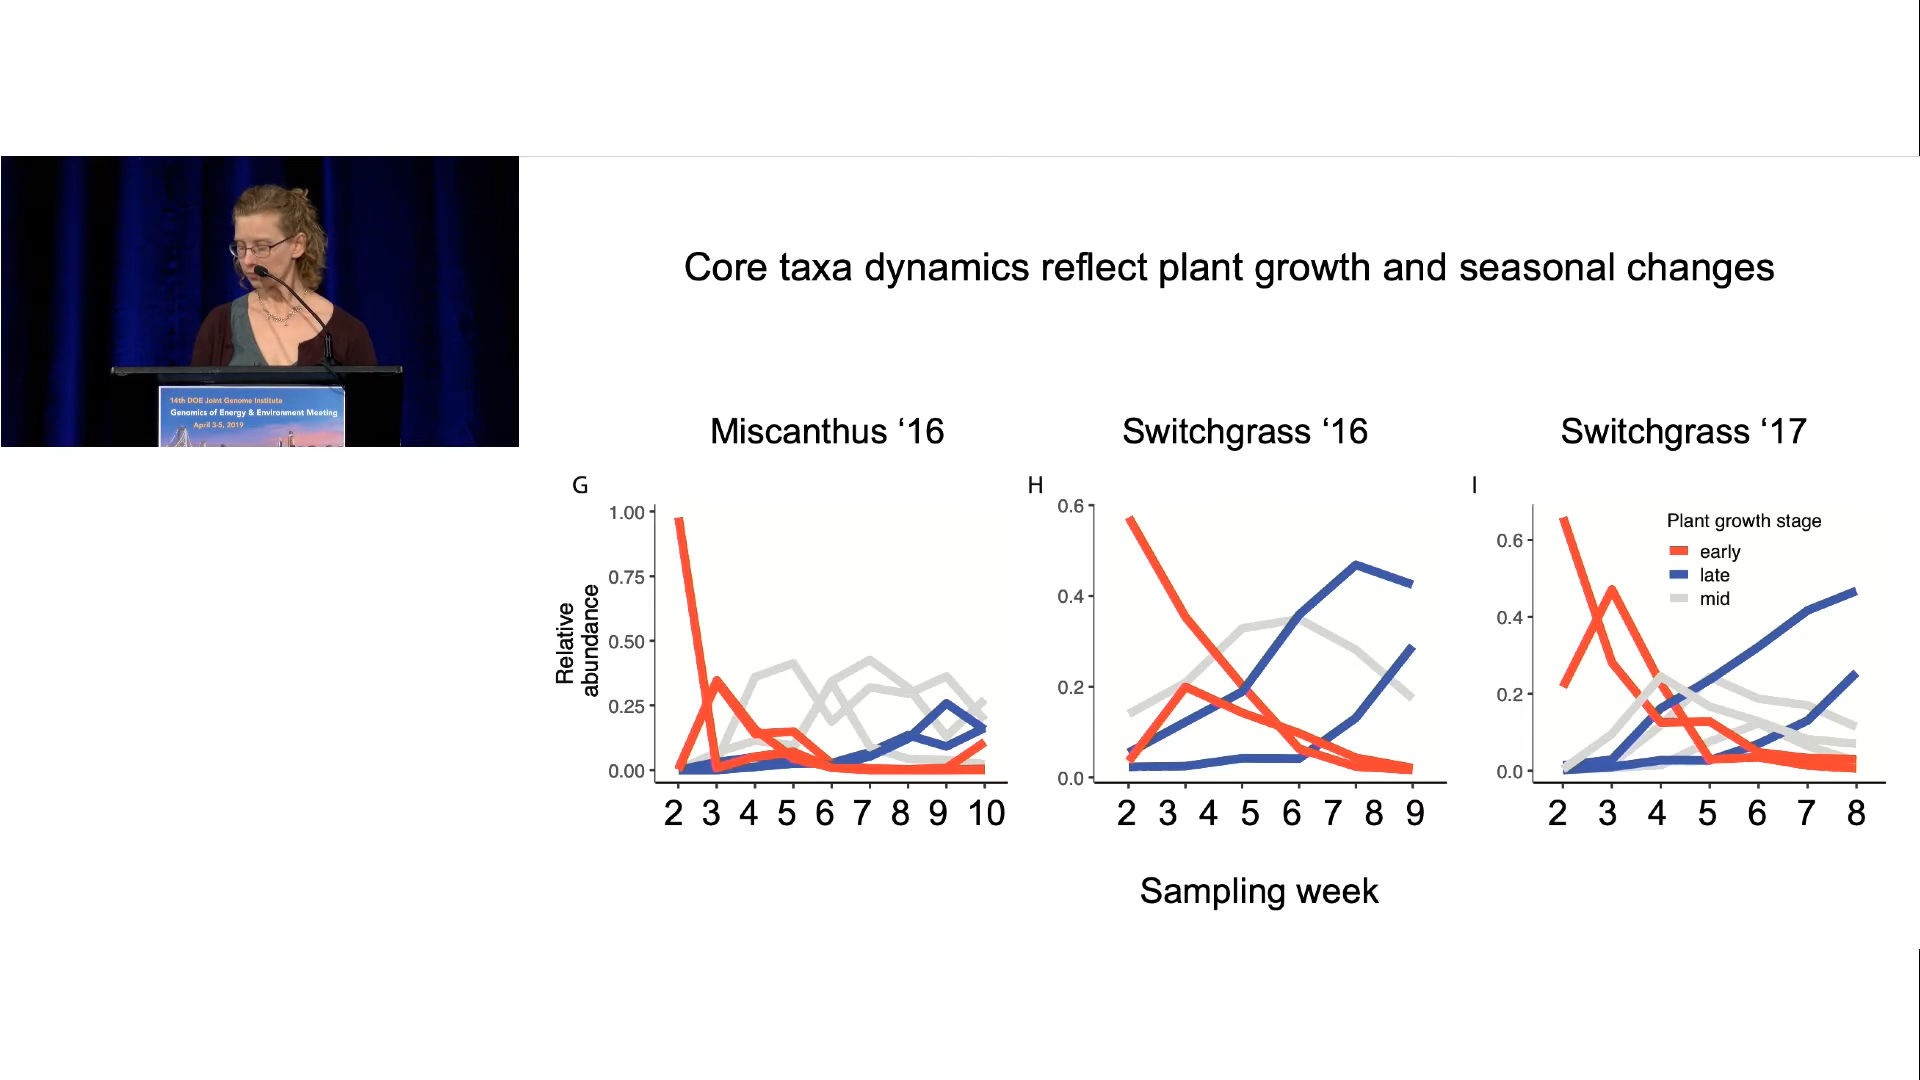 14th DOE Joint Genome Institute
Genomics of Energy & Environment Meeting
April 3-5, 2019
Core taxa dynamics reflect plant growth and seasonal changes
Miscanthus ‘16
Switchgrass ‘16
Switchgrass ‘17
G
H
I
Relative
abundance
1.00
0.75
0.50
0.25
0.00
2 3 4 5 6 7 8 9 10
0.6
0.4
0.2
0.0
2 3 4 5 6 7 8 9
Plant growth stage
early
late
mid
0.6
0.4
0.2
0.0
2 3 4 5 6 7 8
Sampling week